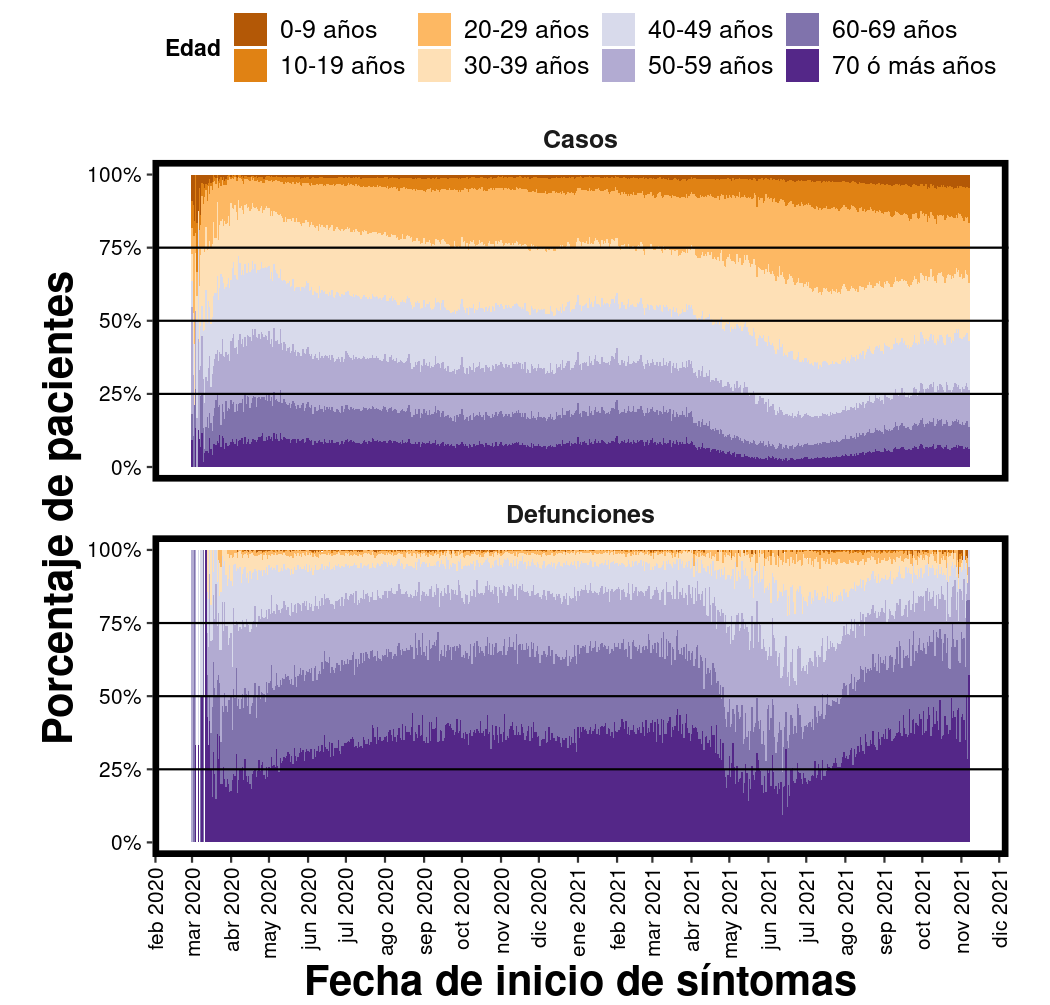 Edad
0-9 años 20-29 años 40-49 años 60-69 años
10-19 años 30-39 años 50-59 años 70 ó más años
Casos
100%
75%
50%
25%
0%
Defunciones
100%
75%
50%
25%
0%
Porcentaje de pacientes
feb 2020
mar 2020
abr 2020
may 2020
jun 2020
jul 2020
ago 2020
sep 2020
oct 2020
nov 2020
dic 2020
ene 2021
feb 2021
mar 2021
abr 2021
may 2021
jun 2021
jul 2021
ago 2021
sep 2021
oct 2021
nov 2021
dic 2021
Fecha de inicio de síntomas